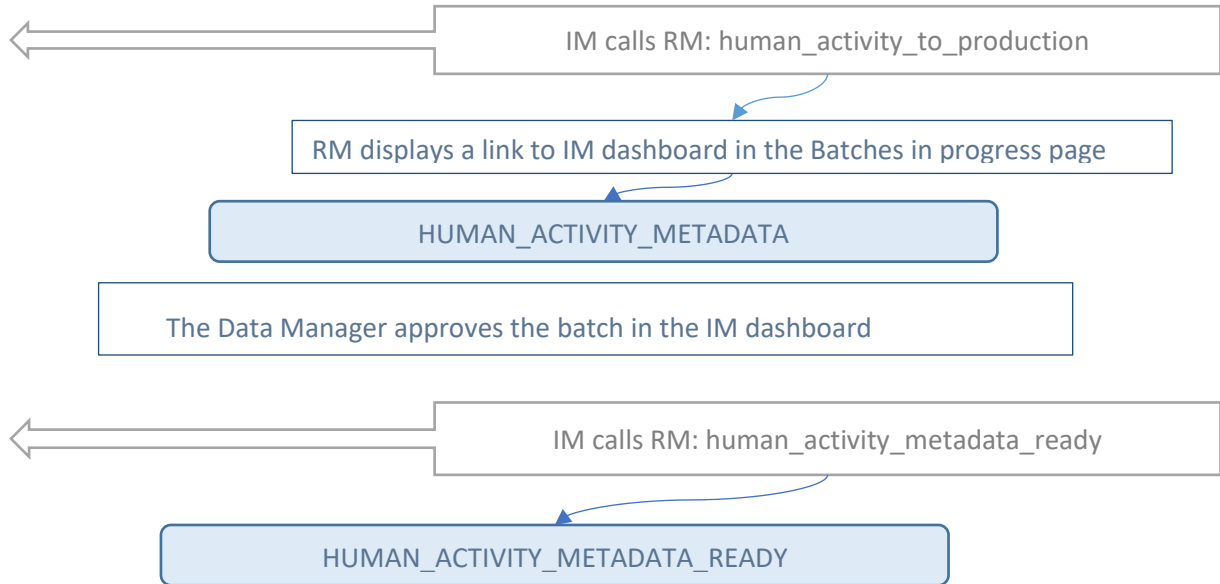 IM calls RM: human_activity_to_production
RM displays a link to IM dashboard in the Batches in progress page
HUMAN_ACTIVITY_METADATA
The Data Manager approves the batch in the IM dashboard
IM calls RM: human_activity_metadata_ready
HUMAN_ACTIVITY_METADATA_READY